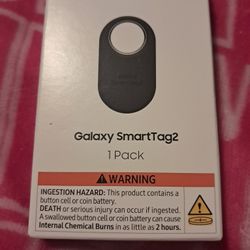 Galaxy SmartTag2
1 Pack
⚠ WARNING
INGESTION HAZARD: This product contains a
button cell or coin battery.
DEATH or serious injury can occur if ingested.
A swallowed button cell or coin battery can cause
Internal Chemical Burns in as little as 2 hours.